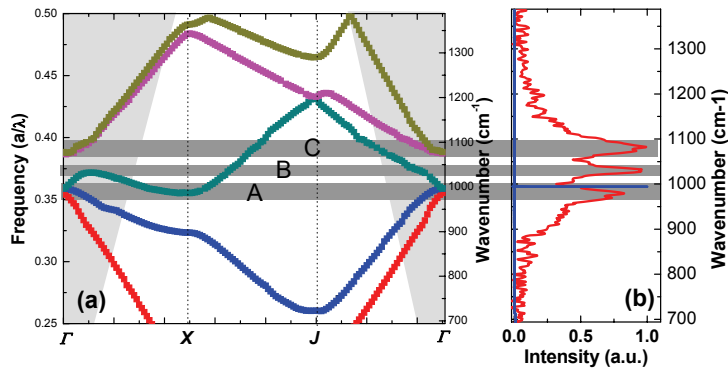 0.50
0.45
0.40
0.35
0.30
0.25
Frequency (a/λ)
Γ
X
J
Γ
(a)
A
B
C
1300
1200
1100
1000
900
800
700
Wavenumber (cm⁻¹)
0.0
0.5
1.0
Intensity (a.u.)
(b)
1300
1200
1100
1000
900
800
700
Wavenumber (cm-1)